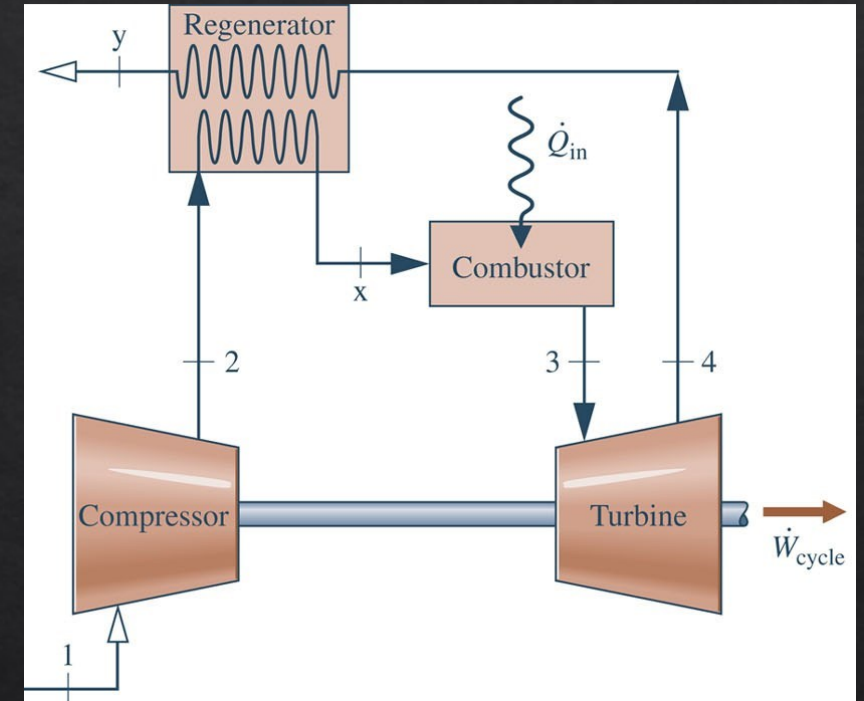 Regenerator
y
Q̇in
Combustor
x
2
3
4
Compressor
Turbine
Ẇcycle
1